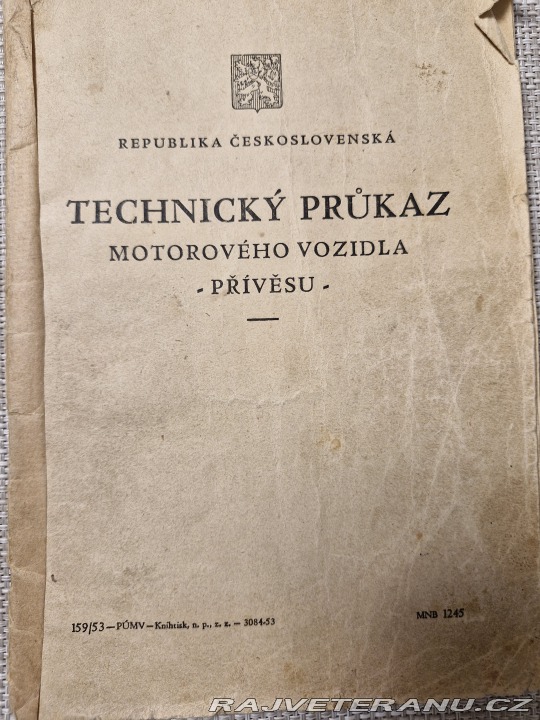 REPUBLIKA ČESKOSLOVENSKÁ
TECHNICKÝ PRŮKAZ
MOTOROVÉHO VOZIDLA
- PŘÍVĚSU -
159/53 — PÚMV — Knihtisk, n. p., z. z. — 3084-53
MNB 1245
RAJVETERANU.CZ